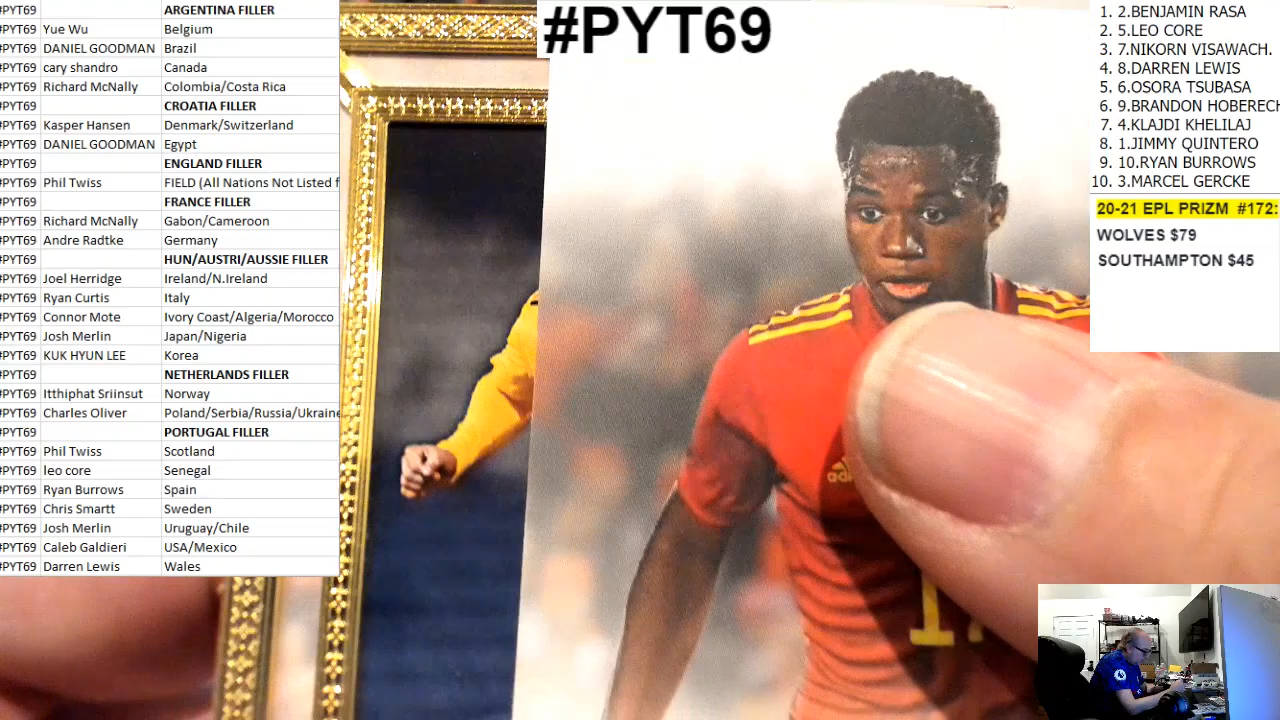 #PYT69 ARGENTINA FILLER
#PYT69 Yue Wu Belgium
#PYT69 DANIEL GOODMAN Brazil
#PYT69 cary shandro Canada
#PYT69 Richard McNally Colombia/Costa Rica
#PYT69 CROATIA FILLER
#PYT69 Kasper Hansen Denmark/Switzerland
#PYT69 DANIEL GOODMAN Egypt
#PYT69 ENGLAND FILLER
#PYT69 Phil Twiss FIELD (All Nations Not Listed f
#PYT69 FRANCE FILLER
#PYT69 Richard McNally Gabon/Cameroon
#PYT69 Andre Radtke Germany
#PYT69 HUN/AUSTRI/AUSSIE FILLER
#PYT69 Joel Herridge Ireland/N.Ireland
#PYT69 Ryan Curtis Italy
#PYT69 Connor Mote Ivory Coast/Algeria/Morocco
#PYT69 Josh Merlin Japan/Nigeria
#PYT69 KUK HYUN LEE Korea
#PYT69 NETHERLANDS FILLER
#PYT69 Itthiphat Sriinsut Norway
#PYT69 Charles Oliver Poland/Serbia/Russia/Ukraine
#PYT69 PORTUGAL FILLER
#PYT69 Phil Twiss Scotland
#PYT69 leo core Senegal
#PYT69 Ryan Burrows Spain
#PYT69 Chris Smartt Sweden
#PYT69 Josh Merlin Uruguay/Chile
#PYT69 Caleb Galdieri USA/Mexico
#PYT69 Darren Lewis Wales
#PYT69
1. 2.BENJAMIN RASA
2. 5.LEO CORE
3. 7.NIKORN VISAWACH.
4. 8.DARREN LEWIS
5. 6.OSORA TSUBASA
6. 9.BRANDON HOBERECH
7. 4.KLAJDI KHELILAJ
8. 1.JIMMY QUINTERO
9. 10.RYAN BURROWS
10. 3.MARCEL GERCKE
20-21 EPL PRIZM #172:
WOLVES $79
SOUTHAMPTON $45